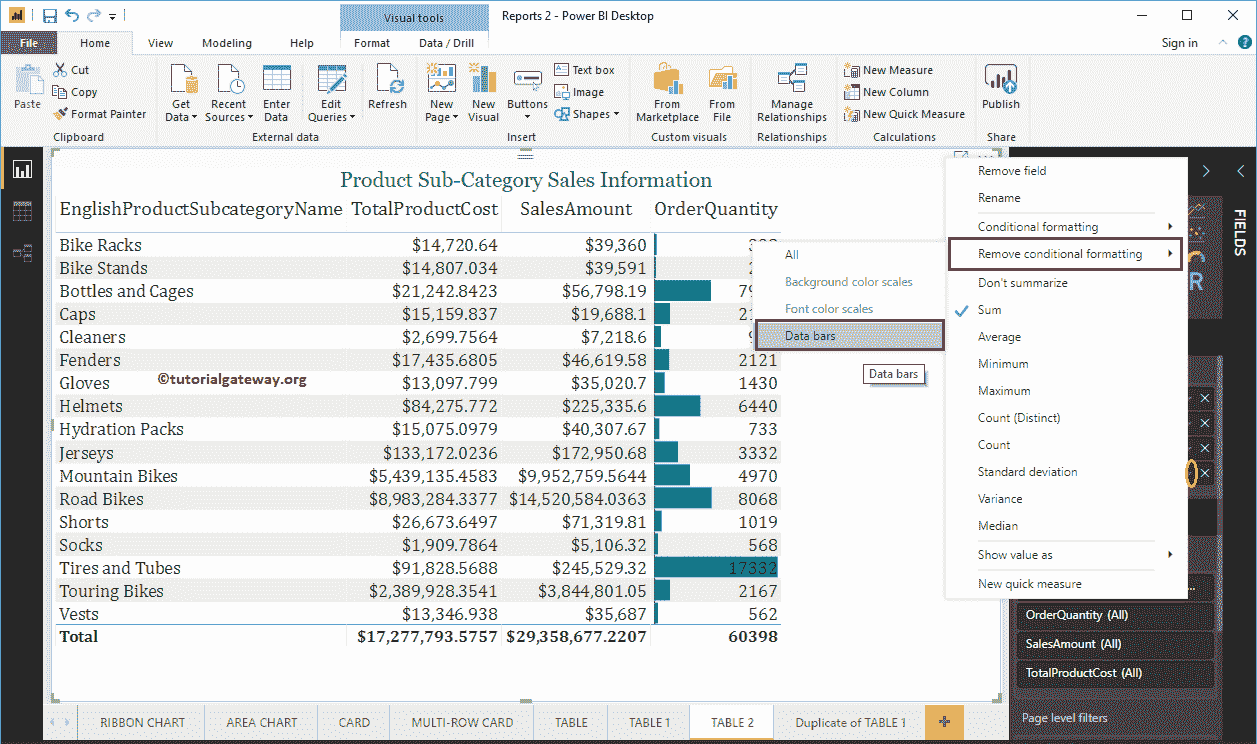 Visual tools
Reports 2 - Power BI Desktop
File Home View Modeling Help Format Data / Drill Sign in
Paste
Cut
Copy
Format Painter
Clipboard
Get Data
Recent Sources
Enter Data
Edit Queries
External data
Refresh
New Page
New Visual
Buttons
Text box
Image
Shapes
Insert
From Marketplace
From File
Custom visuals
Manage Relationships
Relationships
New Measure
New Column
New Quick Measure
Calculations
Publish
Share
Product Sub-Category Sales Information
EnglishProductSubcategoryName TotalProductCost SalesAmount OrderQuantity
Bike Racks $14,720.64 $39,360
Bike Stands $14,807.034 $39,591
Bottles and Cages $21,242.8423 $56,798.19
Caps $15,159.837 $19,688.1
Cleaners $2,699.7564 $7,218.6
Fenders $17,435.6805 $46,619.58 2121
Gloves $13,097.799 $35,020.7 1430
Helmets $84,275.772 $225,335.6 6440
Hydration Packs $15,075.0979 $40,307.67 733
Jerseys $133,172.0236 $172,950.68 3332
Mountain Bikes $5,439,135.4583 $9,952,759.5644 4970
Road Bikes $8,983,284.3377 $14,520,584.0363 8068
Shorts $26,673.6497 $71,319.81 1019
Socks $1,909.7864 $5,106.32 568
Tires and Tubes $91,828.5688 $245,529.32 17332
Touring Bikes $2,389,928.3541 $3,844,801.05 2167
Vests $13,346.938 $35,687 562
Total $17,277,793.5757 $29,358,677.2207 60398
©tutorialgateway.org
All
Background color scales
Font color scales
Data bars
Data bars
Remove field
Rename
Conditional formatting
Remove conditional formatting
Don't summarize
Sum
Average
Minimum
Maximum
Count (Distinct)
Count
Standard deviation
Variance
Median
Show value as
New quick measure
FIELDS
R
OrderQuantity (All)
SalesAmount (All)
TotalProductCost (All)
Page level filters
RIBBON CHART AREA CHART CARD MULTI-ROW CARD TABLE TABLE 1 TABLE 2 Duplicate of TABLE 1